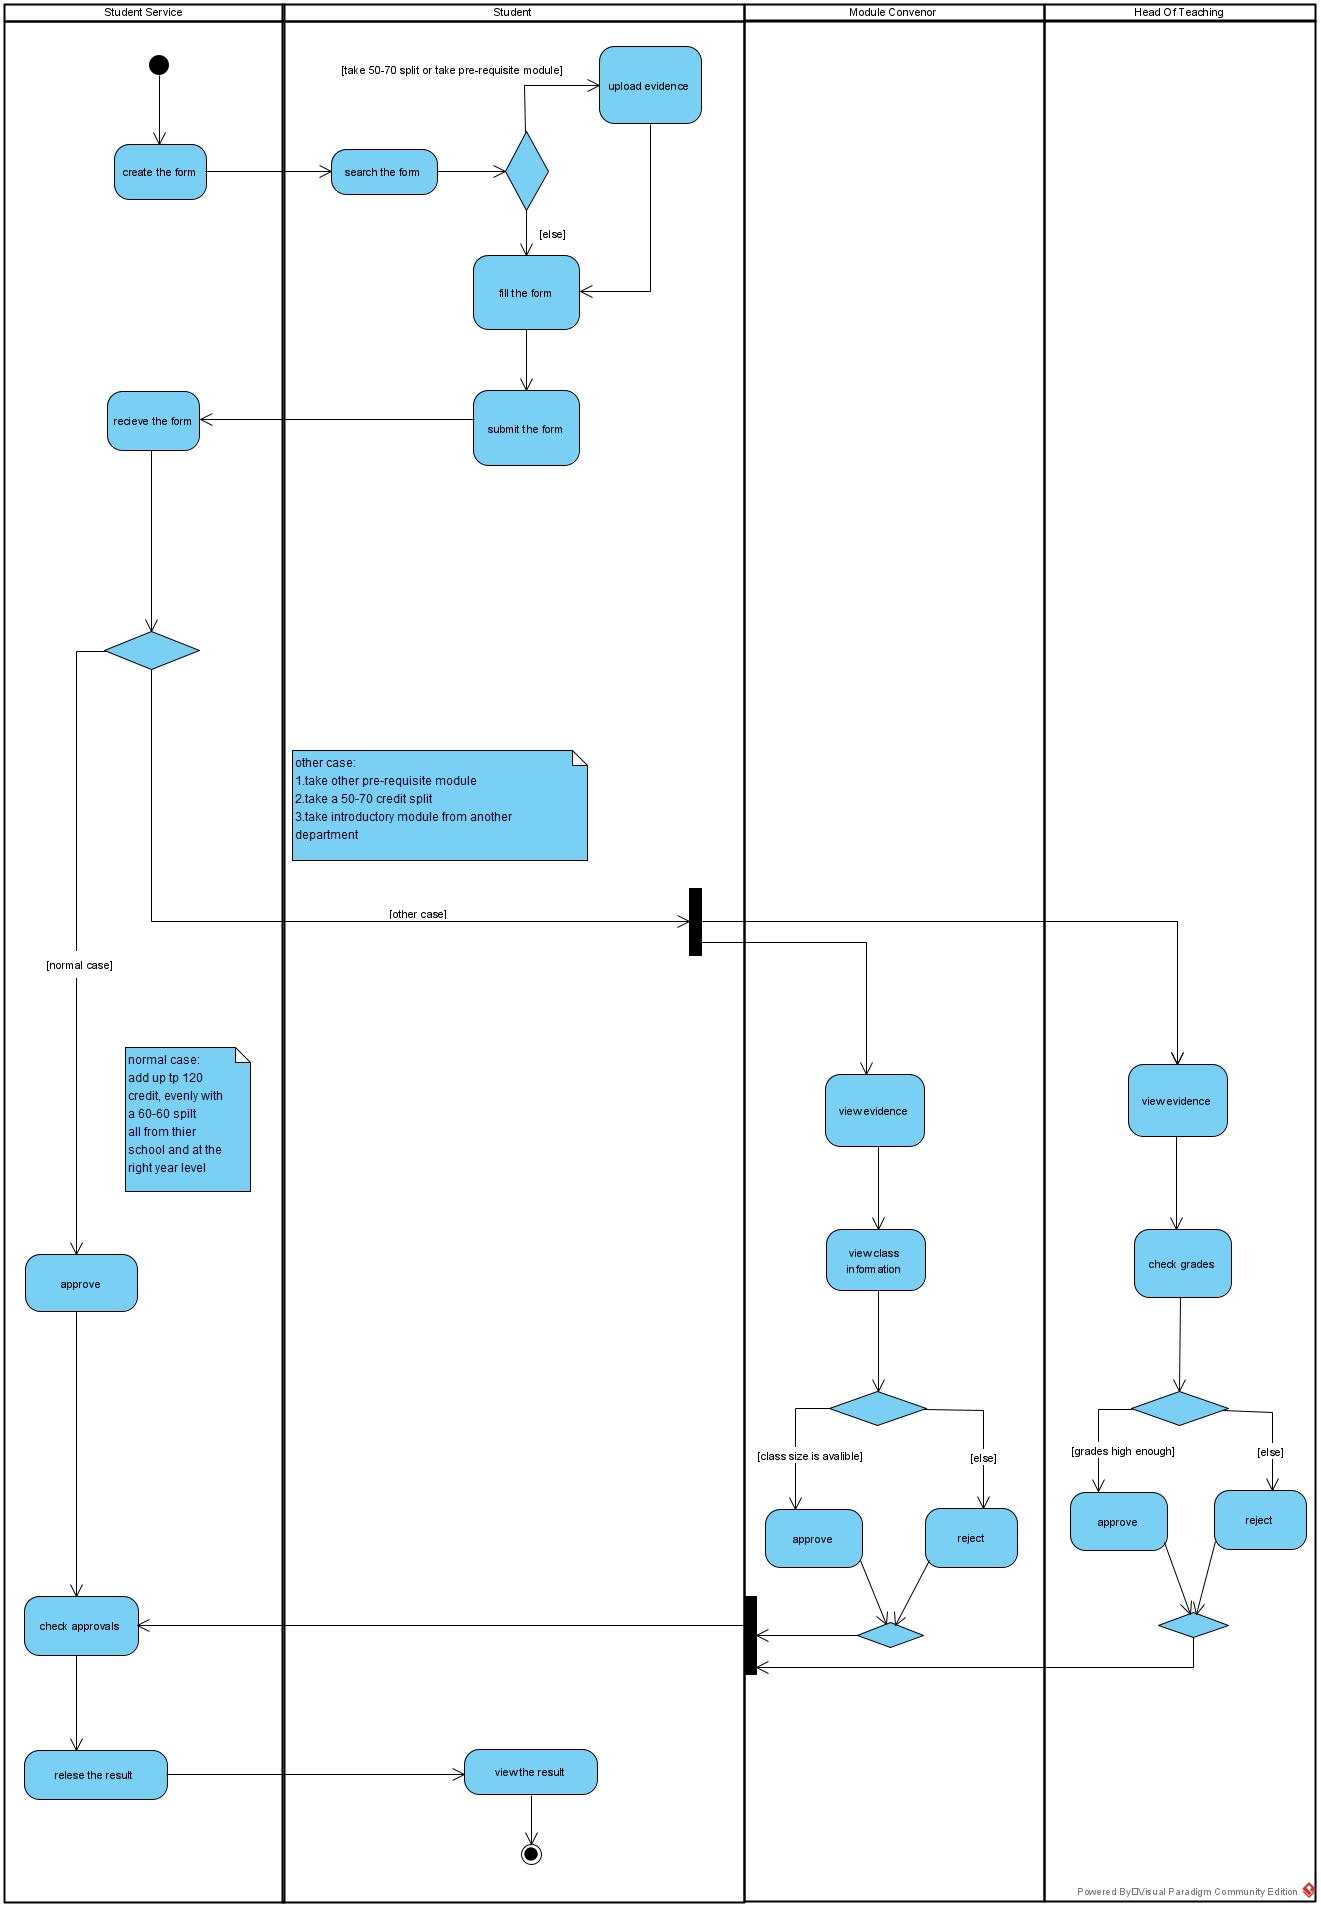 Student Service
Student
Module Convenor
Head Of Teaching
[take 50-70 split or take pre-requisite module]
upload evidence
create the form
search the form
[else]
fill the form
recieve the form
submit the form
other case:
1.take other pre-requisite module
2.take a 50-70 credit split
3.take introductory module from another
department
[other case]
[normal case]
normal case:
add up tp 120
credit, evenly with
a 60-60 spilt
all from thier
school and at the
right year level
view evidence
view evidence
approve
view class
information
check grades
[class size is avalible]
[else]
[grades high enough]
[else]
approve
reject
approve
reject
check approvals
relese the result
view the result
Powered By□Visual Paradigm Community Edition